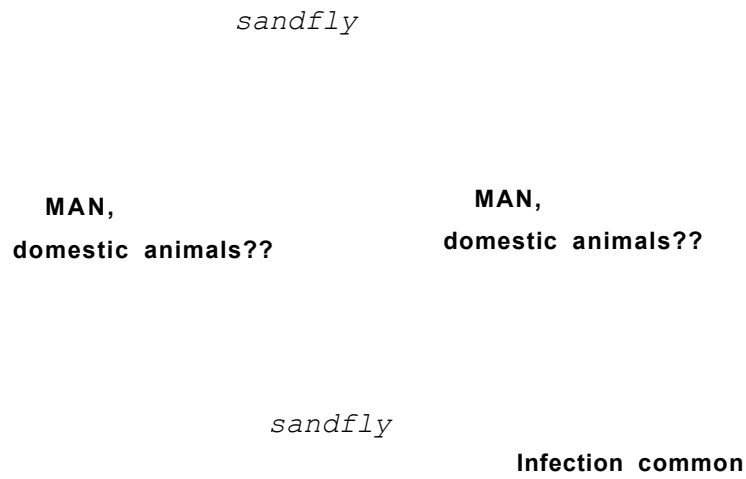 sandfly
MAN,
domestic animals??
MAN,
domestic animals??
sandfly
Infection common